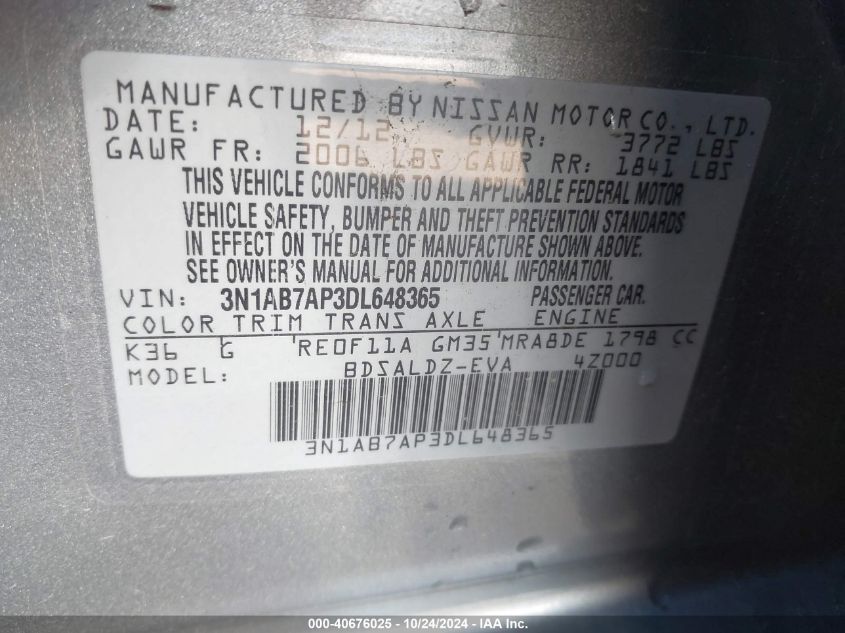 MANUFACTURED BY NISSAN MOTOR CO., LTD.
DATE: 12/12 GVWR: 3772 LBS
GAWR FR: 2006 LBS GAWR RR: 1841 LBS
THIS VEHICLE CONFORMS TO ALL APPLICABLE FEDERAL MOTOR
VEHICLE SAFETY, BUMPER AND THEFT PREVENTION STANDARDS
IN EFFECT ON THE DATE OF MANUFACTURE SHOWN ABOVE.
SEE OWNER'S MANUAL FOR ADDITIONAL INFORMATION.
VIN: 3N1AB7AP3DL648365 PASSENGER CAR.
COLOR TRIM TRANS AXLE ENGINE
K36 G RE0F11A GM35 MRA8DE 1798 CC
MODEL: BDSALDZ-EVA 4Z000
3N1AB7AP3DL648365
000-40676025 - 10/24/2024 - IAA Inc.